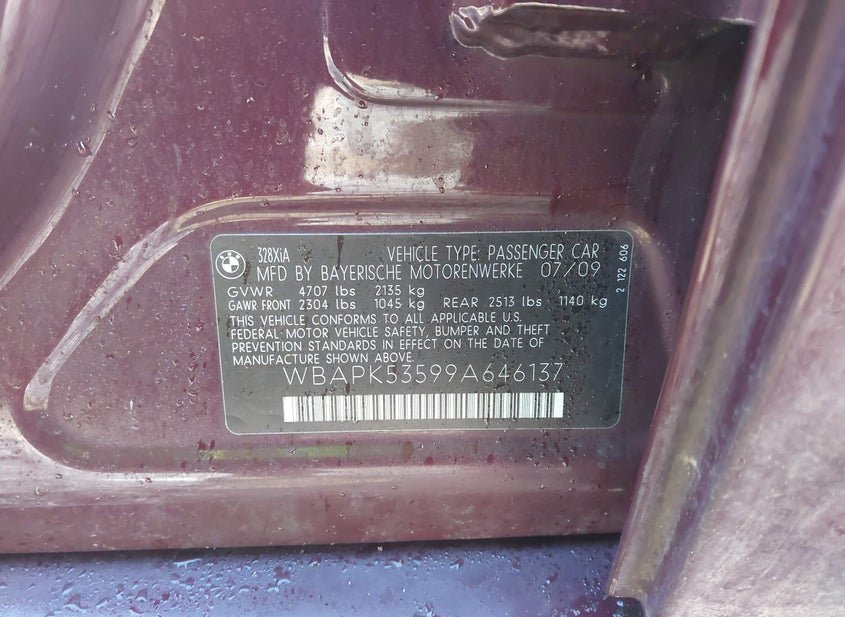 BMW
328XiA VEHICLE TYPE: PASSENGER CAR
MFD BY BAYERISCHE MOTORENWERKE 07/09
GVWR 4707 lbs 2135 kg
GAWR FRONT 2304 lbs 1045 kg REAR 2513 lbs 1140 kg
THIS VEHICLE CONFORMS TO ALL APPLICABLE U.S.
FEDERAL MOTOR VEHICLE SAFETY, BUMPER AND THEFT
PREVENTION STANDARDS IN EFFECT ON THE DATE OF
MANUFACTURE SHOWN ABOVE.
WBAPK53599A646137
2 1122 606